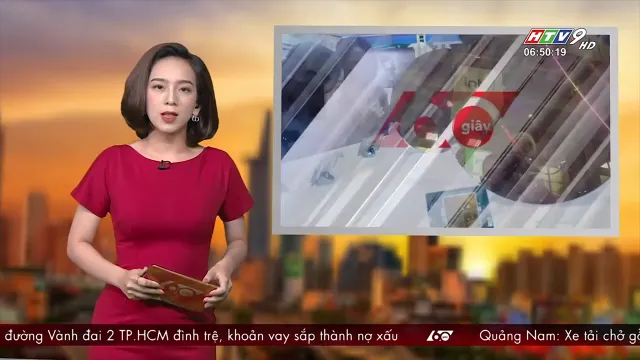 HTV9 HD
06:50:19
60 giây
đường Vành đai 2 TP.HCM đình trệ, khoản vay sắp thành nợ xấu 60 Quảng Nam: Xe tải chở g